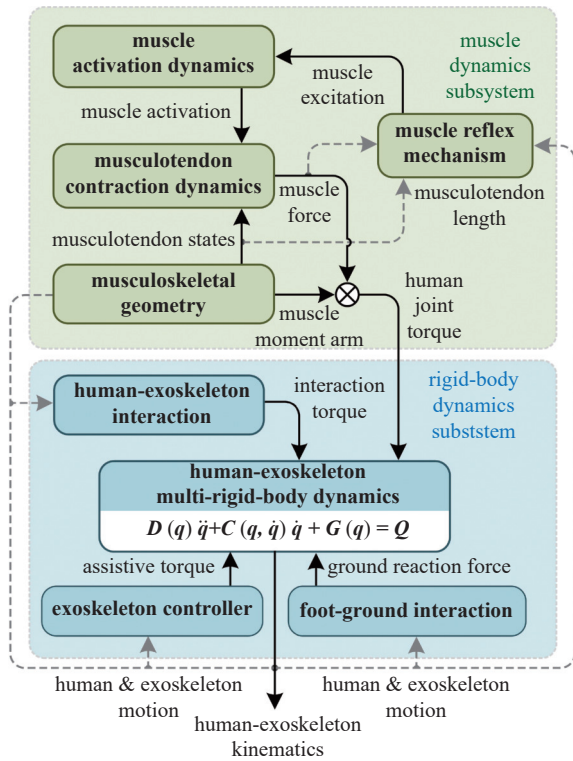 muscle
activation dynamics
muscle
dynamics
subsystem
muscle
excitation
muscle activation
muscle reflex
mechanism
musculotendon
contraction dynamics
muscle
force
musculotendon
length
musculotendon states
musculoskeletal
geometry
muscle
moment arm
human
joint
torque
human-exoskeleton
interaction
interaction
torque
rigid-body
dynamics
subststem
human-exoskeleton
multi-rigid-body dynamics
D (q) q̈+C (q, q̇) q̇ + G (q) = Q
assistive torque
ground reaction force
exoskeleton controller
foot-ground interaction
human & exoskeleton
motion
human & exoskeleton
motion
human-exoskeleton
kinematics